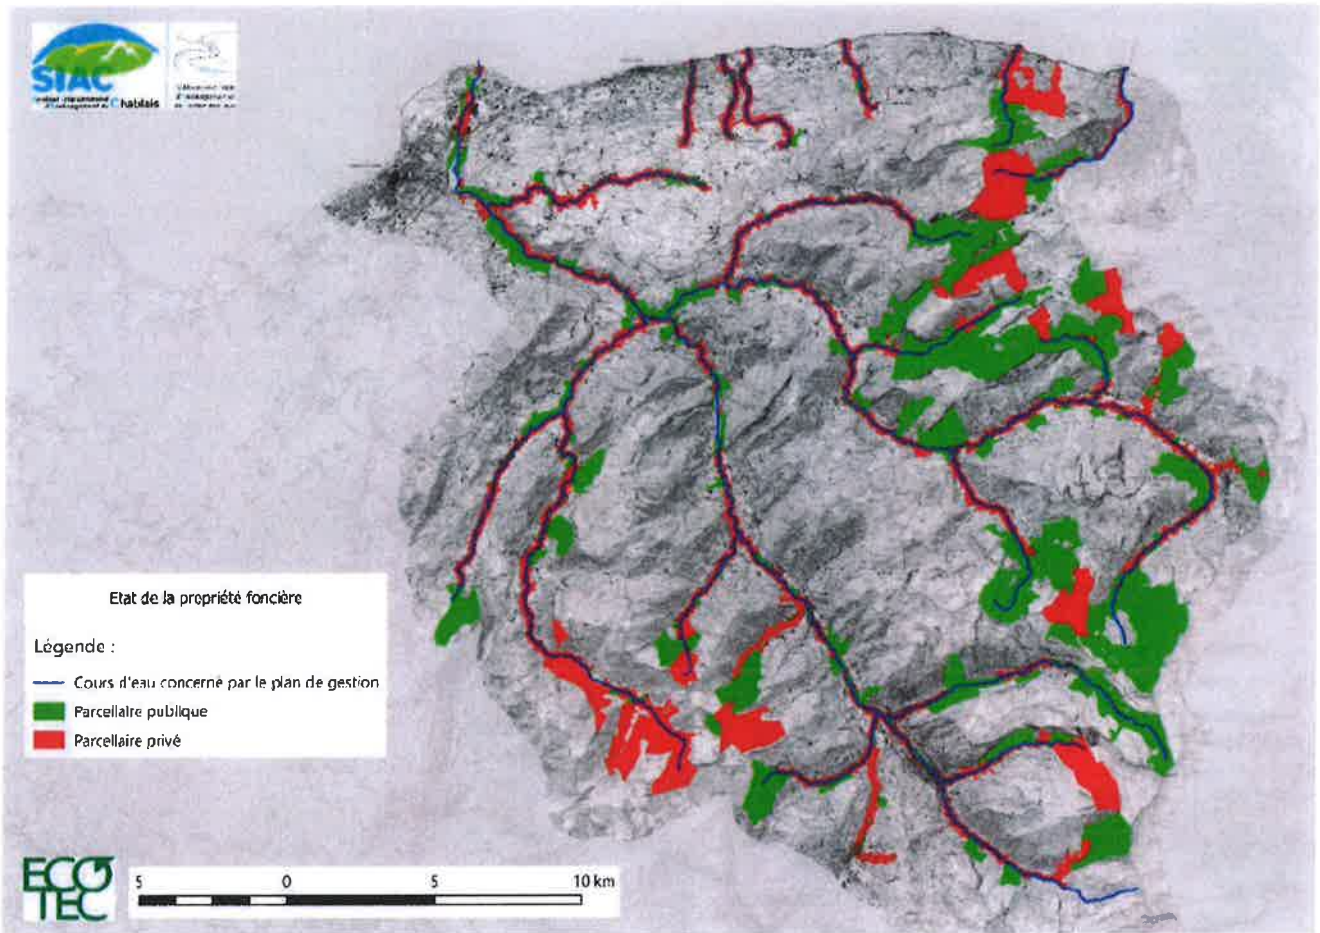 SIAC
Chablais
Etat de la propriété foncière
Légende :
Cours d'eau concerné par le plan de gestion
Parcellaire publique
Parcellaire privé
ECO
TEC
5 0 5 10 km